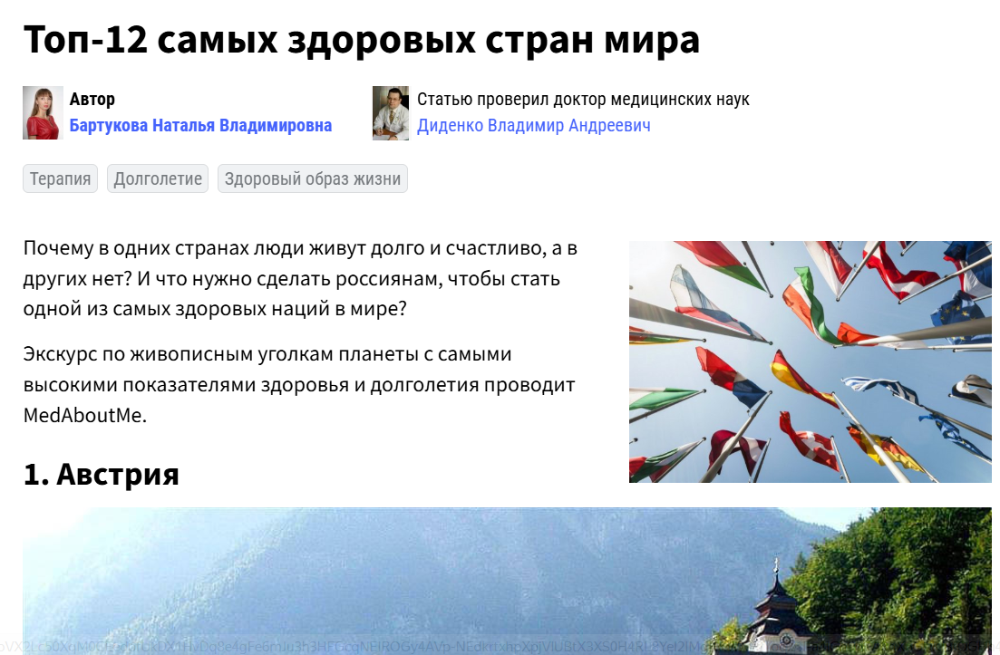 Топ-12 самых здоровых стран мира
Автор
Бартукова Наталья Владимировна
Статью проверил доктор медицинских наук
Диденко Владимир Андреевич
Терапия Долголетие Здоровый образ жизни
Почему в одних странах люди живут долго и счастливо, а в
других нет? И что нужно сделать россиянам, чтобы стать
одной из самых здоровых наций в мире?
Экскурс по живописным уголкам планеты с самыми
высокими показателями здоровья и долголетия проводит
MedAboutMe.
1. Австрия